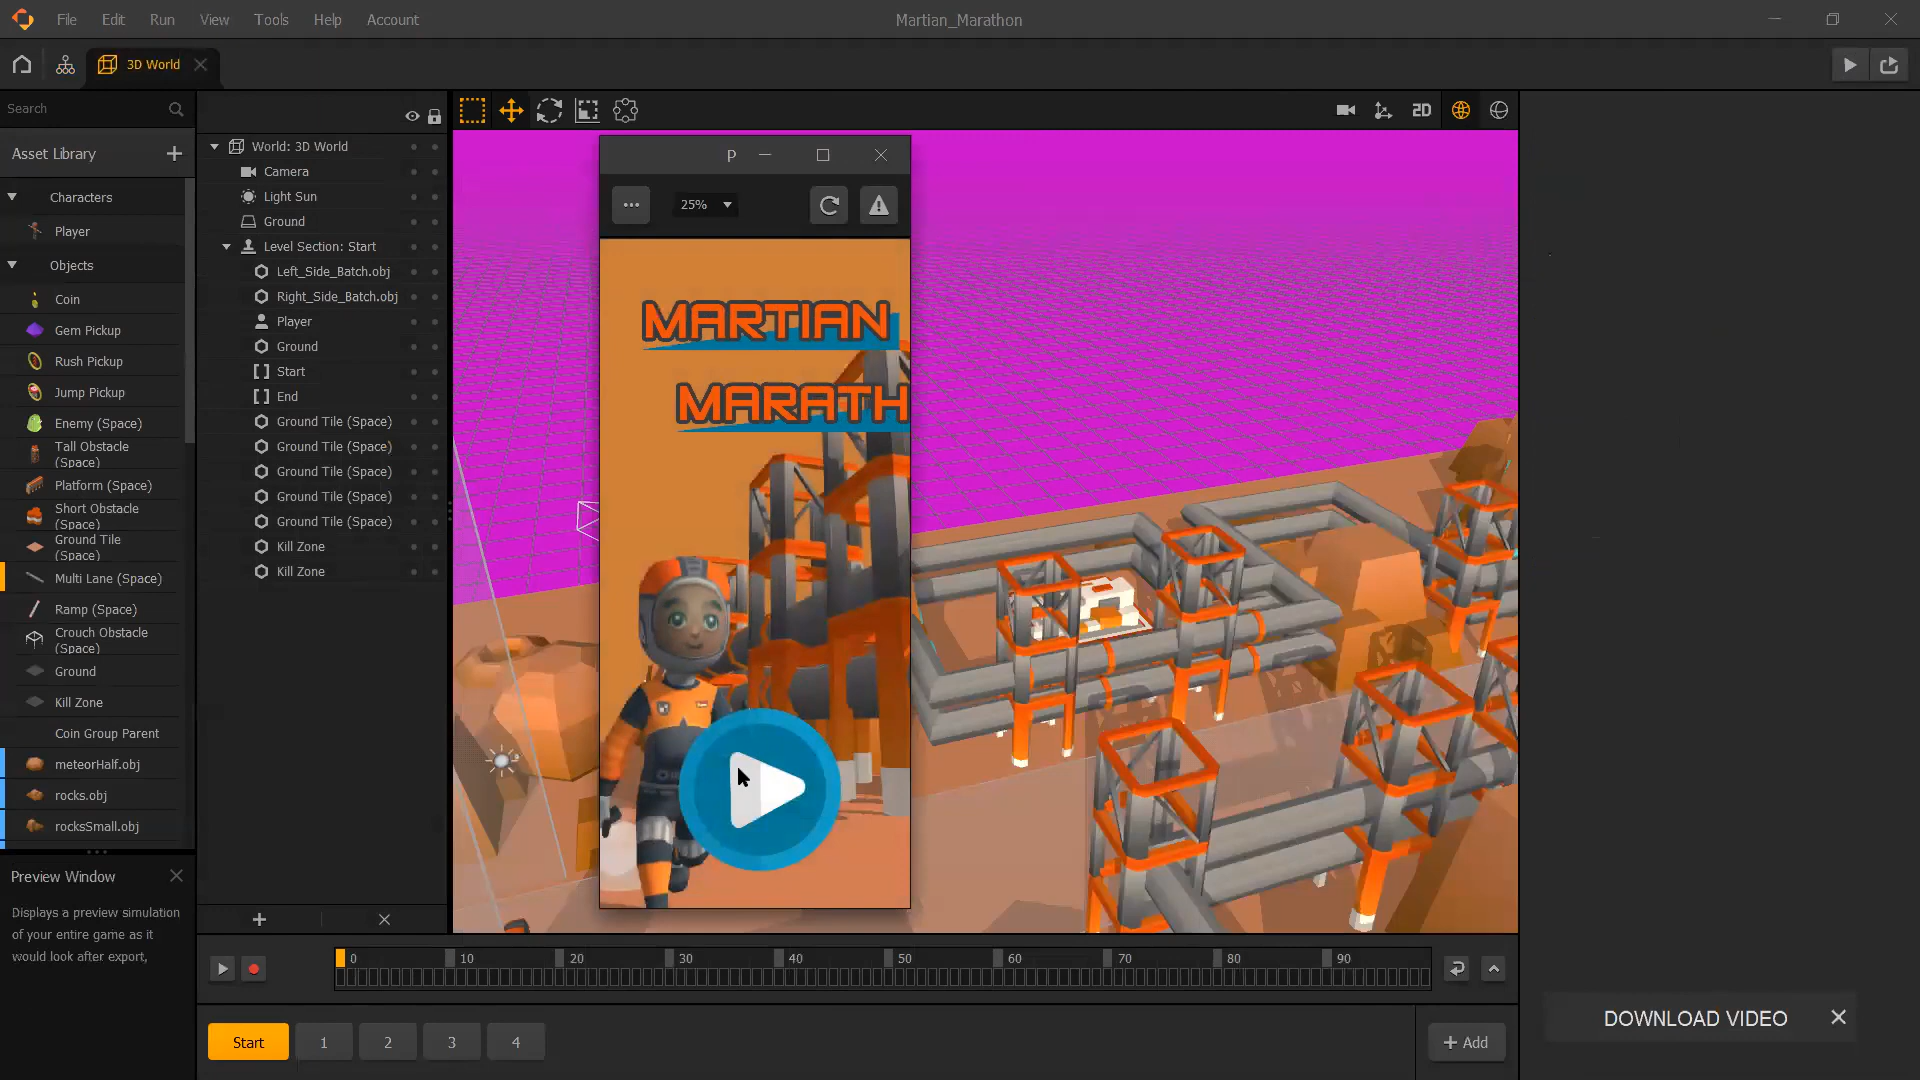 File Edit Run View Tools Help Account
Martian_Marathon
3D World
Search
Asset Library
Characters
Player
Objects
Coin
Gem Pickup
Rush Pickup
Jump Pickup
Enemy (Space)
Tall Obstacle
(Space)
Platform (Space)
Short Obstacle
(Space)
Ground Tile
(Space)
Multi Lane (Space)
Ramp (Space)
Crouch Obstacle
(Space)
Ground
Kill Zone
Coin Group Parent
meteorHalf.obj
rocks.obj
rocksSmall.obj
Preview Window
Displays a preview simulation
of your entire game as it
would look after export,
World: 3D World
Camera
Light Sun
Ground
Level Section: Start
Left_Side_Batch.obj
Right_Side_Batch.obj
Player
Ground
Start
End
Ground Tile (Space)
Ground Tile (Space)
Ground Tile (Space)
Ground Tile (Space)
Ground Tile (Space)
Kill Zone
Kill Zone
2D
P
25%
MARTIAN
MARATH
0 10 20 30 40 50 60 70 80 90
Start 1 2 3 4
+ Add
DOWNLOAD VIDEO